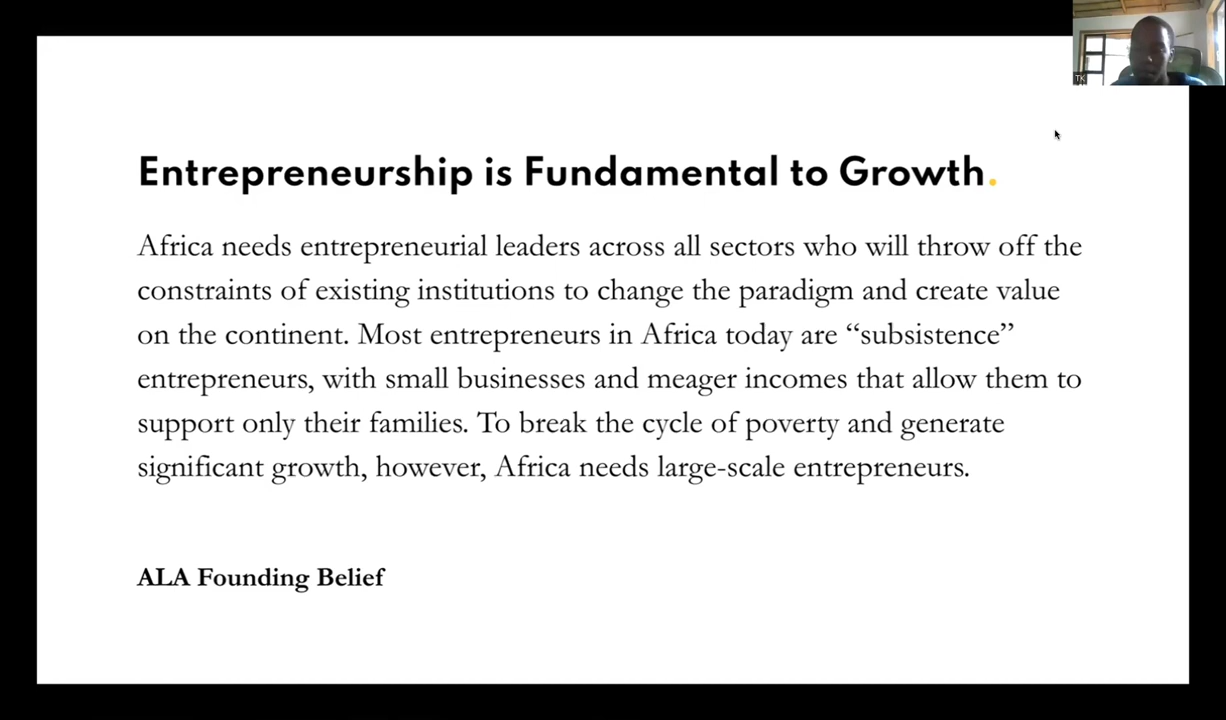 TK
Entrepreneurship is Fundamental to Growth.
Africa needs entrepreneurial leaders across all sectors who will throw off the
constraints of existing institutions to change the paradigm and create value
on the continent. Most entrepreneurs in Africa today are “subsistence”
entrepreneurs, with small businesses and meager incomes that allow them to
support only their families. To break the cycle of poverty and generate
significant growth, however, Africa needs large-scale entrepreneurs.
ALA Founding Belief